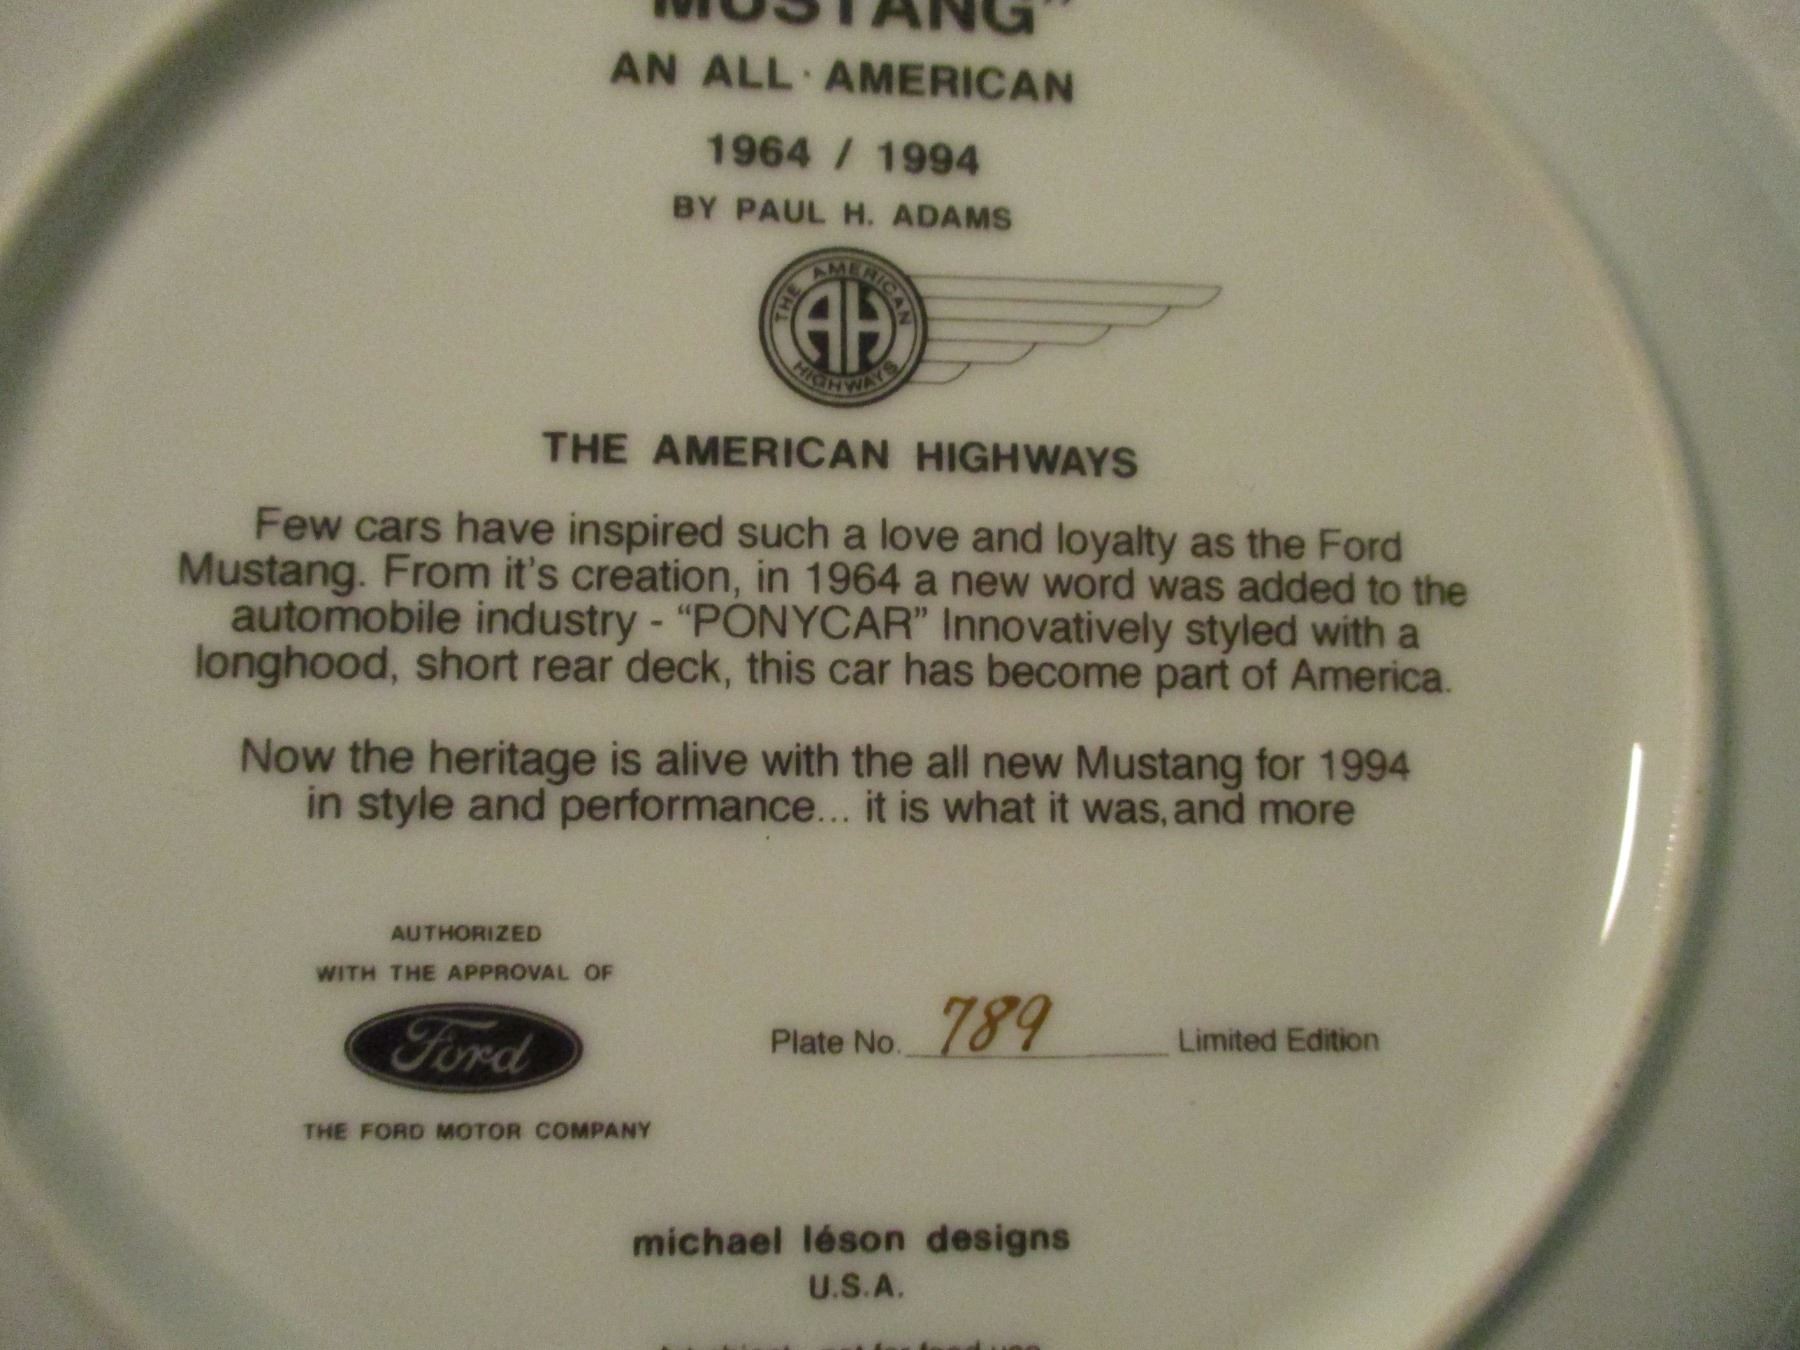 MUSTANG"
AN ALL·AMERICAN
1964 / 1994
BY PAUL H. ADAMS
THE AMERICAN
AH
HIGHWAYS
THE AMERICAN HIGHWAYS
Few cars have inspired such a love and loyalty as the Ford
Mustang. From it's creation, in 1964 a new word was added to the
automobile industry - "PONYCAR" Innovatively styled with a
longhood, short rear deck, this car has become part of America.
Now the heritage is alive with the all new Mustang for 1994
in style and performance... it is what it was, and more
AUTHORIZED
WITH THE APPROVAL OF
Ford
THE FORD MOTOR COMPANY
Plate No. 789 Limited Edition
michael léson designs
U.S.A.
not for food use